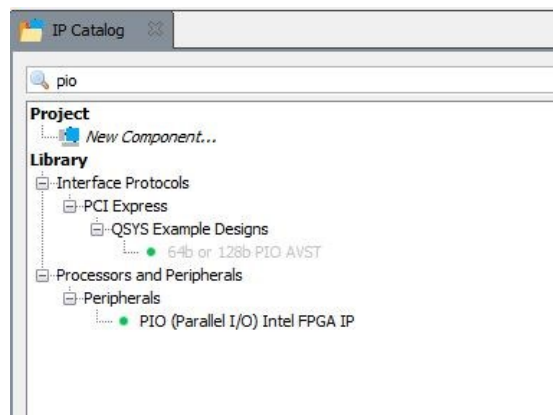 IP Catalog
pio
Project
New Component...
Library
Interface Protocols
PCI Express
QSYS Example Designs
64b or 128b PIO AVST
Processors and Peripherals
Peripherals
PIO (Parallel I/O) Intel FPGA IP